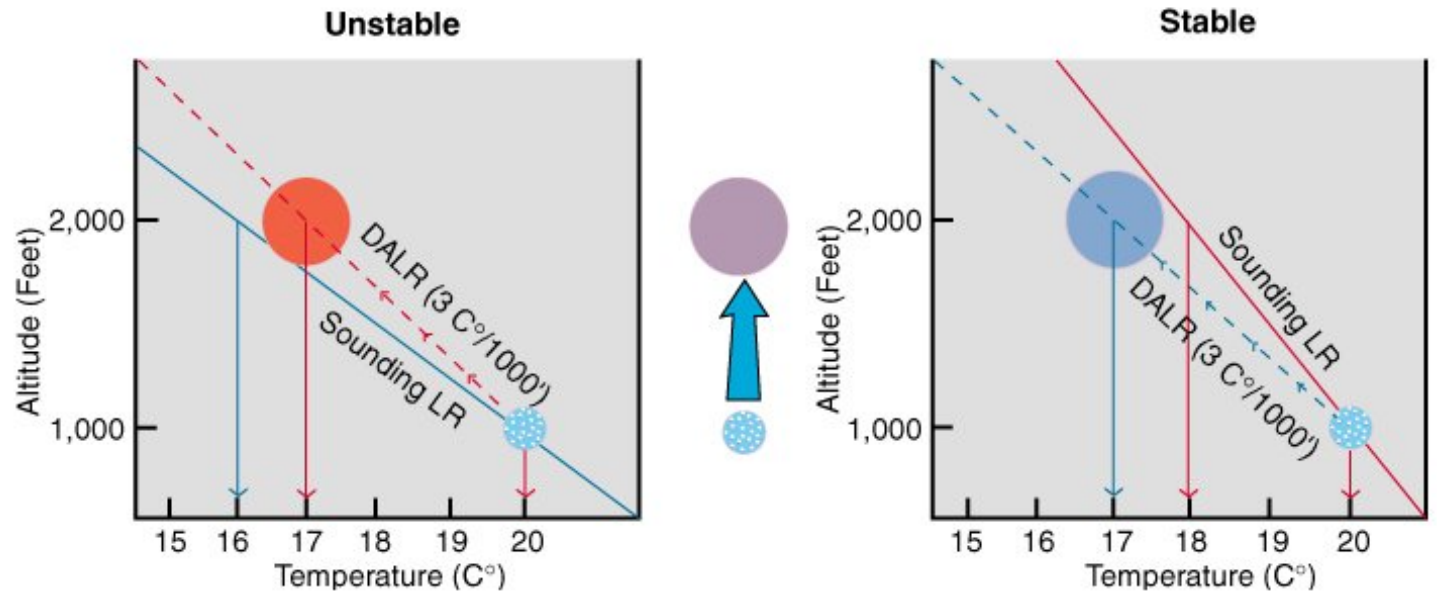 Unstable
Altitude (Feet)
2,000
1,000
DALR (3 C°/1000')
Sounding LR
15 16 17 18 19 20
Temperature (C°)
Stable
Altitude (Feet)
2,000
1,000
Sounding LR
DALR (3 C°/1000')
15 16 17 18 19 20
Temperature (C°)